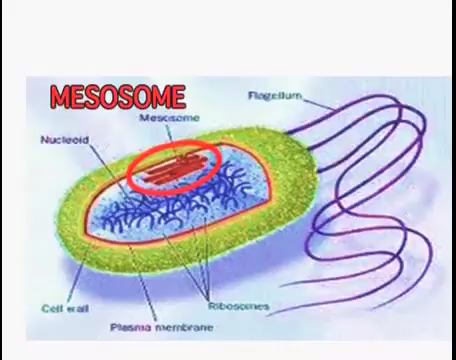 MESOSOME
Flagellum
Mesosome
Nucleoid
Cell wall
Ribosomes
Plasma membrane